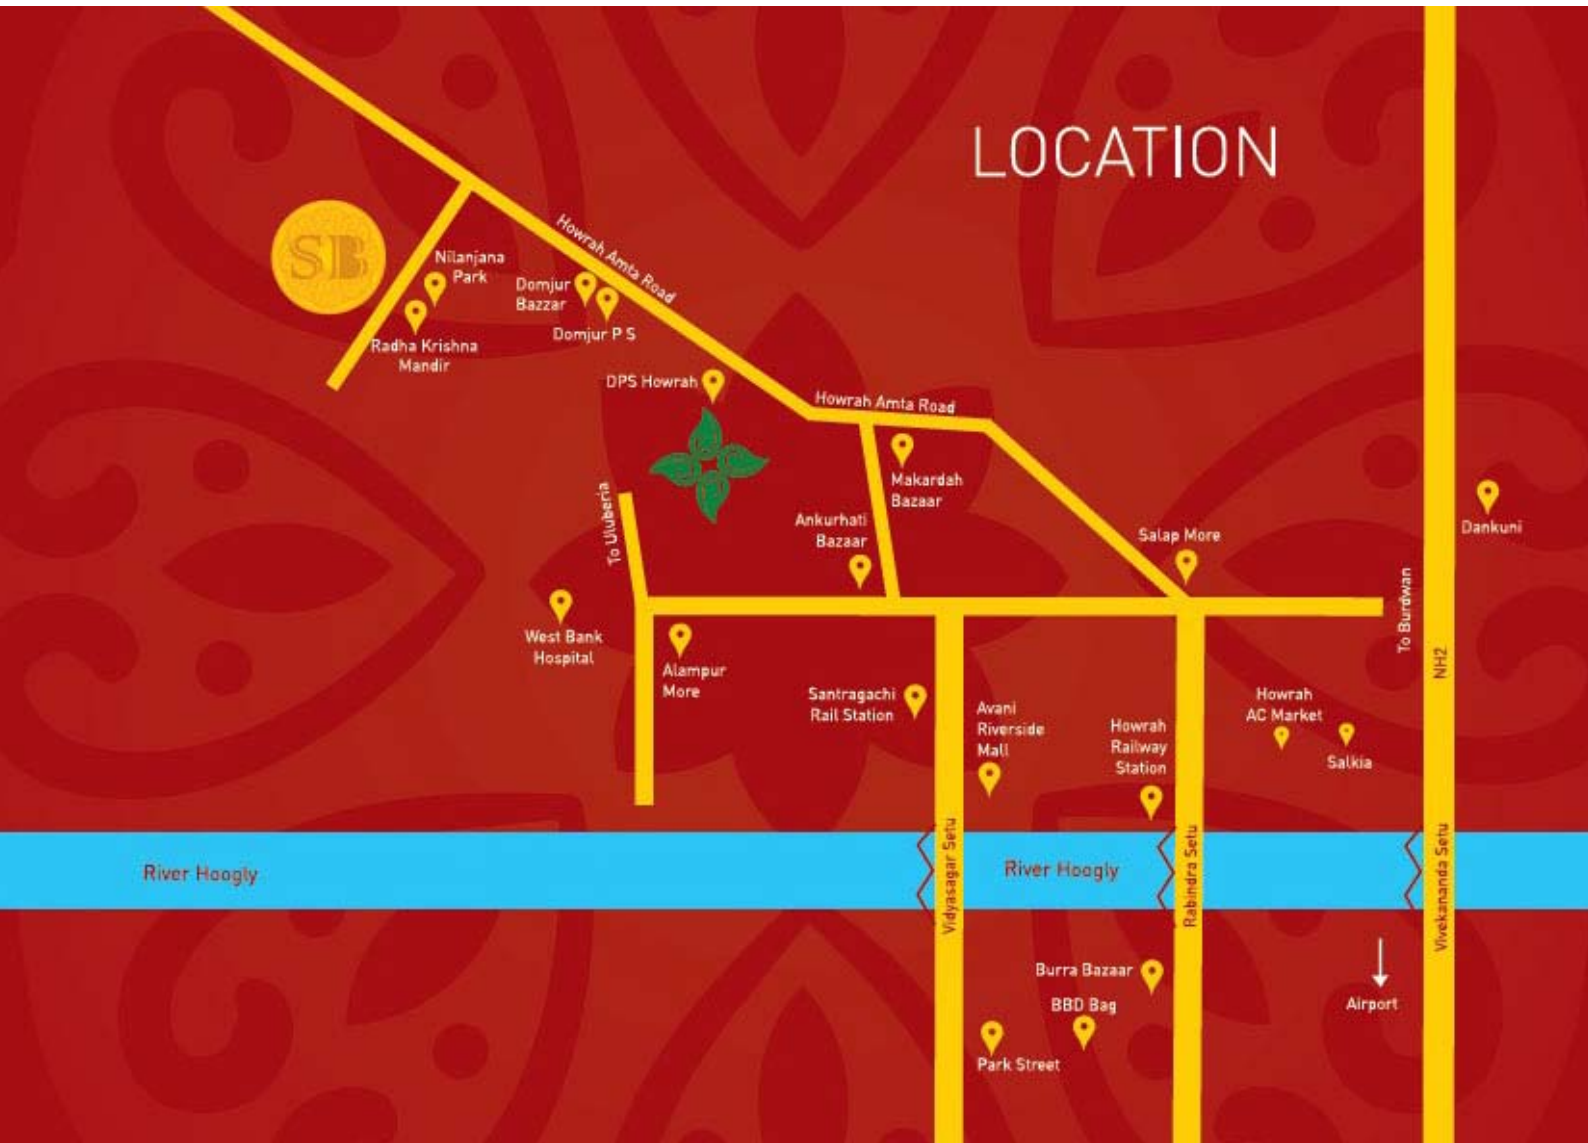 LOCATION
Howrah Amta Road
SB
Nilanjana
Park
Domjur
Bazzar
Domjur P S
Radha Krishna
Mandir
DPS Howrah
Howrah Amta Road
Makardah
Bazaar
To Uluberia
Ankurhati
Bazaar
Salap More
Dankuni
To Burdwan
West Bank
Hospital
Alampur
More
NH2
Santragachi
Rail Station
Avani
Riverside
Mall
Howrah
Railway
Station
Howrah
AC Market
Salkia
River Hoogly
Vidyasagar Setu
River Hoogly
Rabindra Setu
Vivekananda Setu
Burra Bazaar
BBD Bag
Park Street
Airport